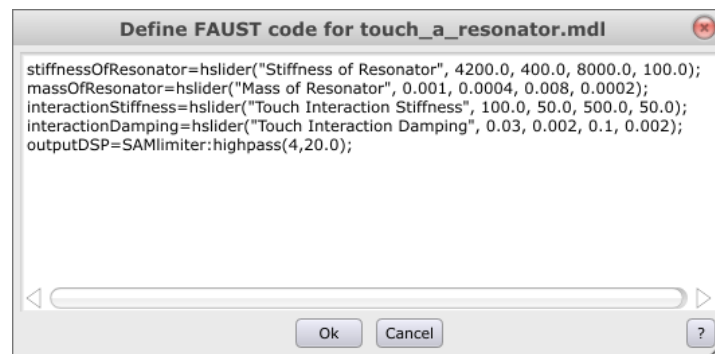 Define FAUST code for touch_a_resonator.mdl
stiffnessOfResonator=hslider("Stiffness of Resonator", 4200.0, 400.0, 8000.0, 100.0);
massOfResonator=hslider("Mass of Resonator", 0.001, 0.0004, 0.008, 0.0002);
interactionStiffness=hslider("Touch Interaction Stiffness", 100.0, 50.0, 500.0, 50.0);
interactionDamping=hslider("Touch Interaction Damping", 0.03, 0.002, 0.1, 0.002);
outputDSP=SAMlimiter:highpass(4,20.0);
Ok Cancel ?